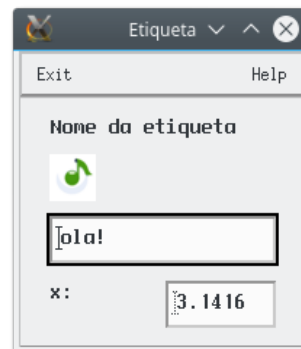 Etiqueta
Exit Help
Nome da etiqueta
ola!
x: 3.1416